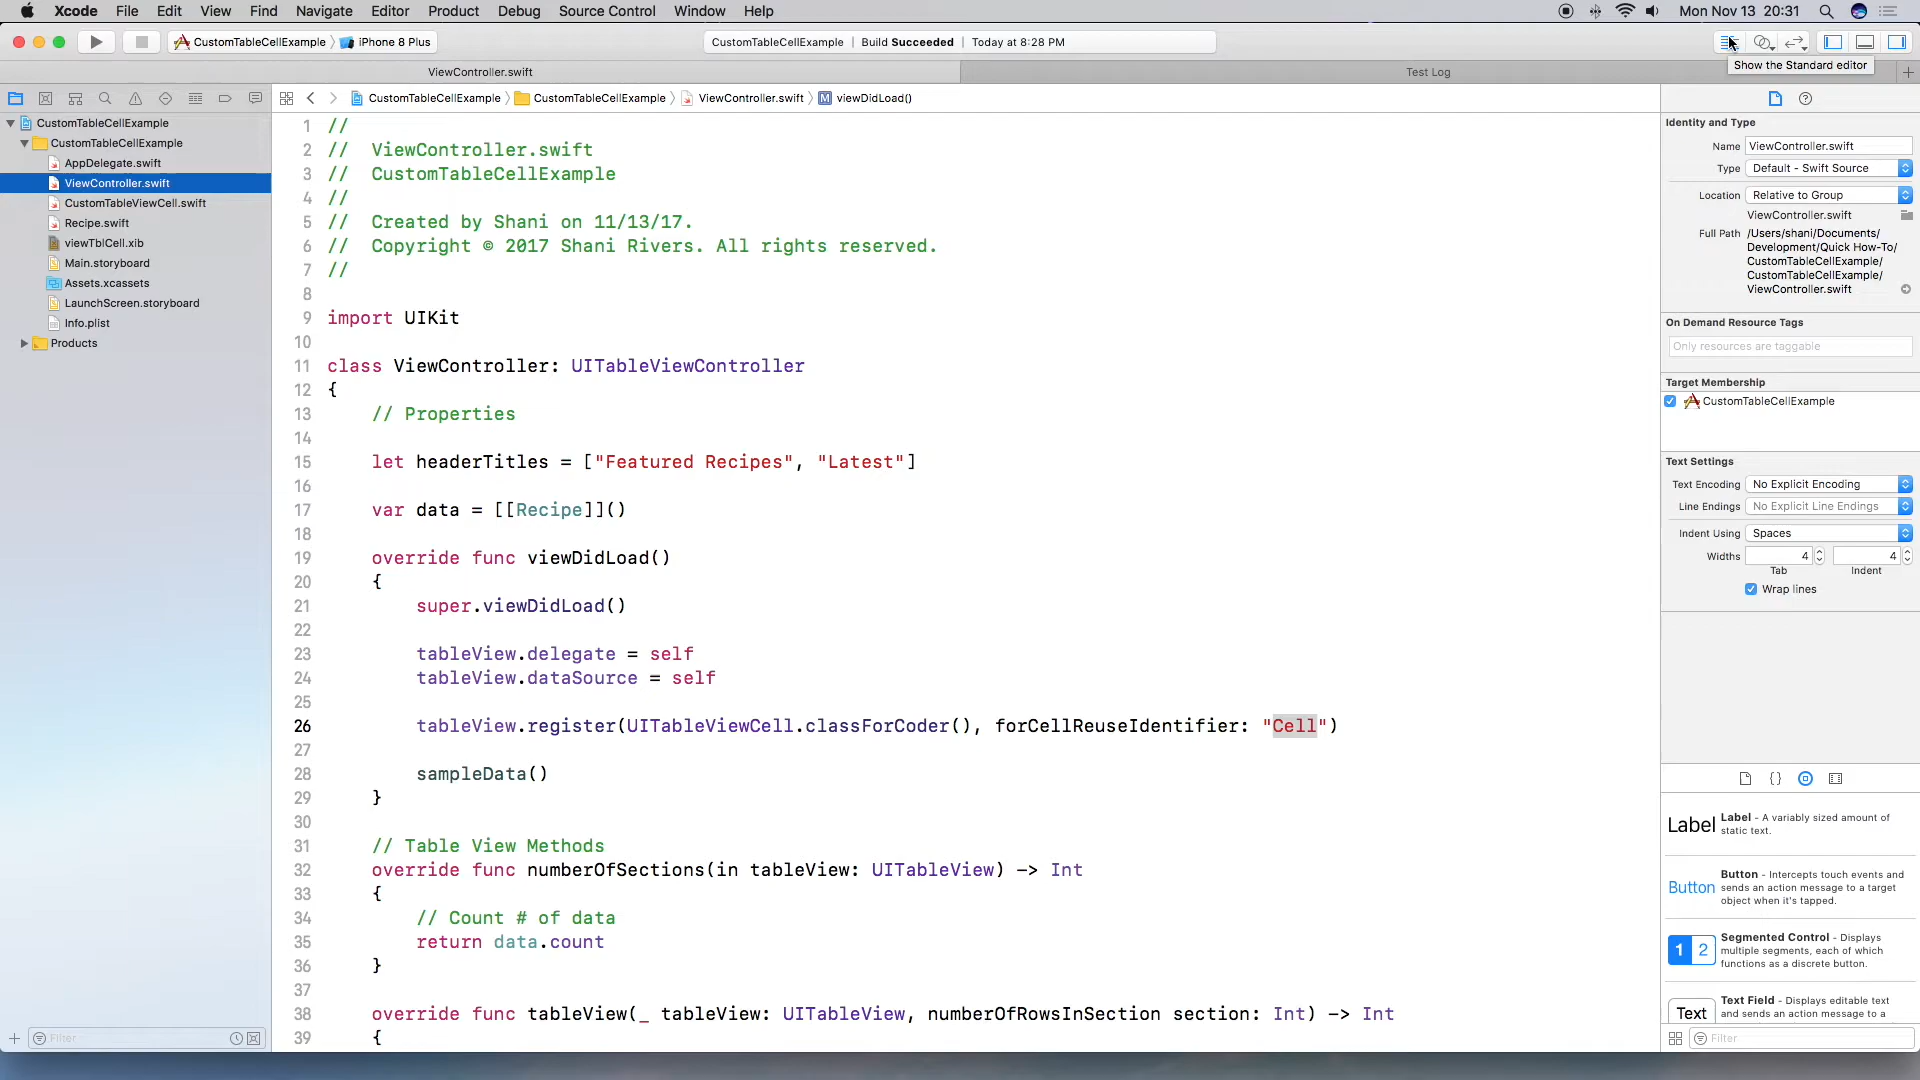 Xcode File Edit View Find Navigate Editor Product Debug Source Control Window Help Mon Nov 13 20:31
CustomTableCellExample iPhone 8 Plus CustomTableCellExample | Build Succeeded | Today at 8:28 PM
Show the Standard editor
ViewController.swift Test Log
CustomTableCellExample CustomTableCellExample ViewController.swift M viewDidLoad()
CustomTableCellExample
CustomTableCellExample
AppDelegate.swift
ViewController.swift
CustomTableViewCell.swift
Recipe.swift
viewTblCell.xib
Main.storyboard
Assets.xcassets
LaunchScreen.storyboard
Info.plist
Products
Filter
1 //
2 // ViewController.swift
3 // CustomTableCellExample
4 //
5 // Created by Shani on 11/13/17.
6 // Copyright © 2017 Shani Rivers. All rights reserved.
7 //
8
9 import UIKit
10
11 class ViewController: UITableViewController
12 {
13 // Properties
14
15 let headerTitles = ["Featured Recipes", "Latest"]
16
17 var data = [[Recipe]]()
18
19 override func viewDidLoad()
20 {
21 super.viewDidLoad()
22
23 tableView.delegate = self
24 tableView.dataSource = self
25
26 tableView.register(UITableViewCell.classForCoder(), forCellReuseIdentifier: "Cell")
27
28 sampleData()
29 }
30
31 // Table View Methods
32 override func numberOfSections(in tableView: UITableView) -> Int
33 {
34 // Count # of data
35 return data.count
36 }
37
38 override func tableView(_ tableView: UITableView, numberOfRowsInSection section: Int) -> Int
39 {
Identity and Type
Name ViewController.swift
Type Default - Swift Source
Location Relative to Group
ViewController.swift
Full Path /Users/shani/Documents/
Development/Quick How-To/
CustomTableCellExample/
CustomTableCellExample/
ViewController.swift
On Demand Resource Tags
Only resources are taggable
Target Membership
CustomTableCellExample
Text Settings
Text Encoding No Explicit Encoding
Line Endings No Explicit Line Endings
Indent Using Spaces
Widths 4 4
Tab Indent
Wrap lines
{}
Label Label - A variably sized amount of
static text.
Button Button - Intercepts touch events and
sends an action message to a target
object when it's tapped.
1 2 Segmented Control - Displays
multiple segments, each of which
functions as a discrete button.
Text Text Field - Displays editable text
and sends an action message to a
Filter